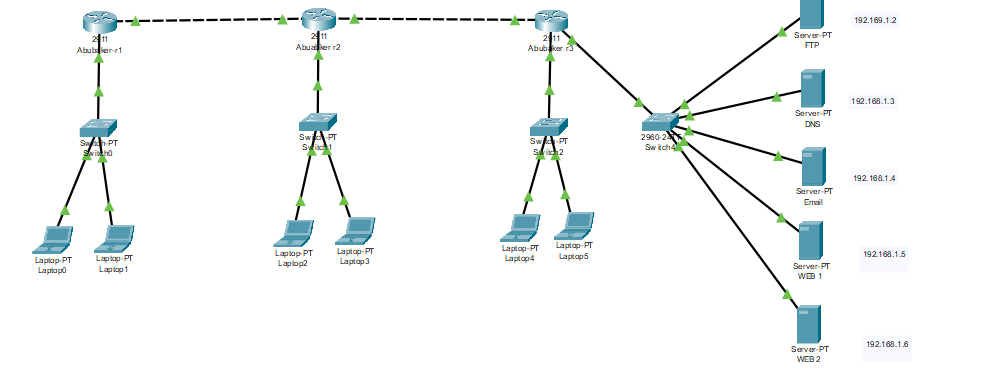 2911
Abubaker-r1
2911
Abubaker r2
2911
Abubaker r3
Server-PT
FTP
192.169.1.2
Server-PT
DNS
192.168.1.3
Switch-PT
Switch0
Switch-PT
Switch1
Switch-PT
Switch2
2960-24TT
Switch4
Server-PT
Email
192.168.1.4
Laptop-PT
Laptop0
Laptop-PT
Laptop1
Laptop-PT
Laptop2
Laptop-PT
Laptop3
Laptop-PT
Laptop4
Laptop-PT
Laptop5
Server-PT
WEB 1
192.168.1.5
Server-PT
WEB 2
192.168.1.6